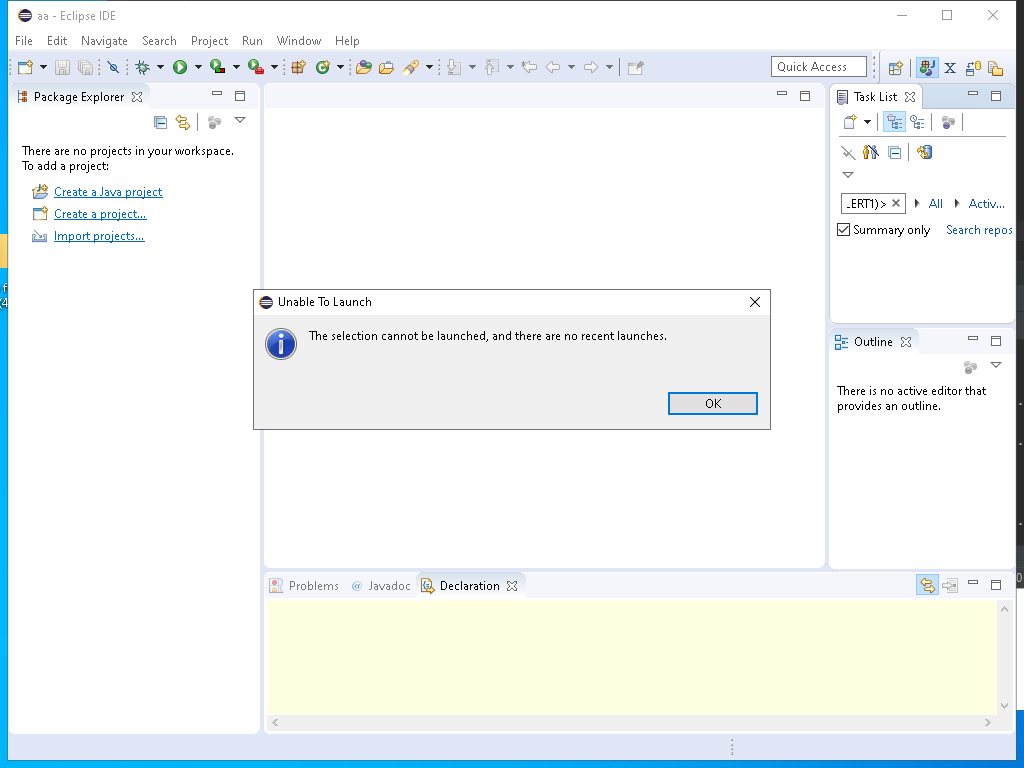 aa - Eclipse IDE
File Edit Navigate Search Project Run Window Help
Quick Access
Package Explorer
There are no projects in your workspace.
To add a project:
Create a Java project
Create a project...
Import projects...
Task List
All
Activ...
Summary only
Search repos
Unable To Launch
The selection cannot be launched, and there are no recent launches.
OK
Outline
There is no active editor that
provides an outline.
Problems
@ Javadoc
Declaration